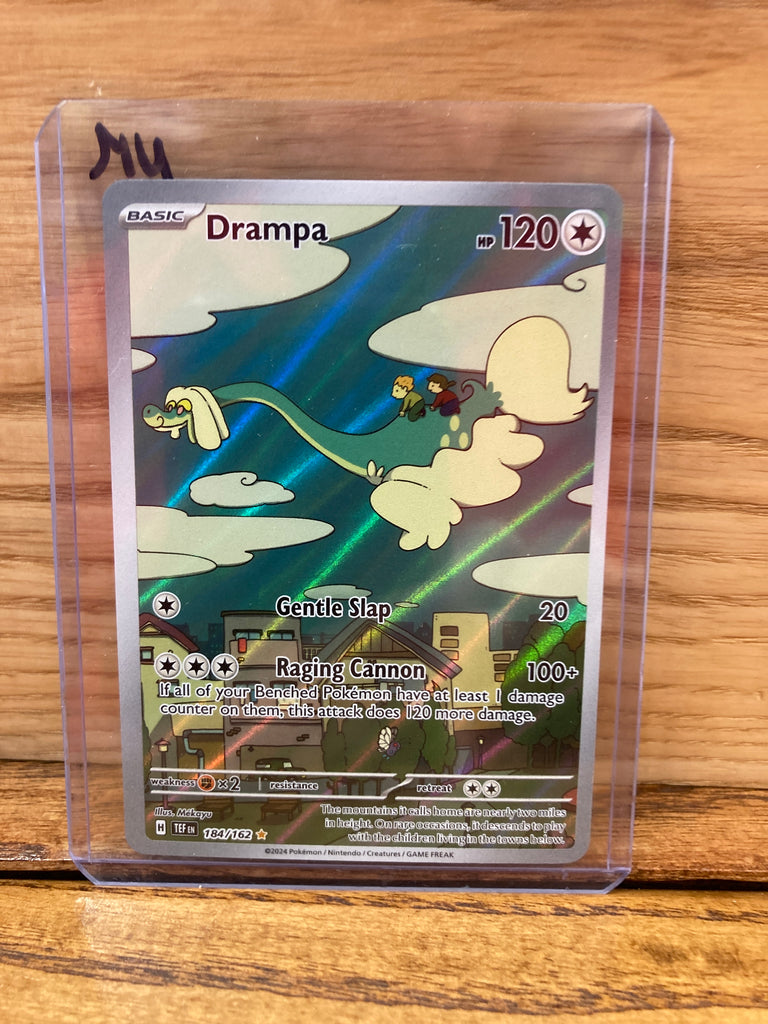 MU
BASIC Drampa HP 120
Gentle Slap 20
Raging Cannon 100+
If all of your Benched Pokémon have at least 1 damage
counter on them, this attack does 120 more damage.
weakness ×2 resistance retreat
Illus. Mékayu
The mountains it calls home are nearly two miles
in height. On rare occasions, it descends to play
with the children living in the towns below.
H TEF EN 184/162
©2024 Pokémon / Nintendo / Creatures / GAME FREAK